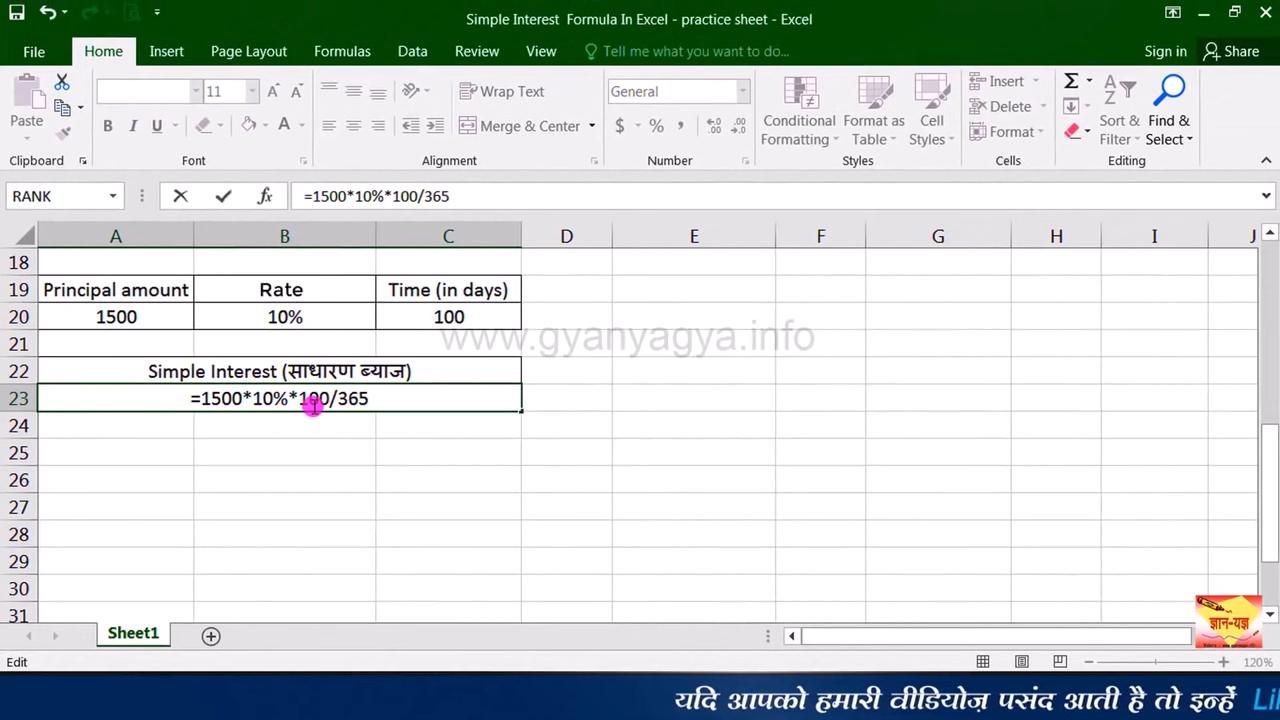 Simple Interest Formula In Excel - practice sheet - Excel
File Home Insert Page Layout Formulas Data Review View Tell me what you want to do... Sign in Share
11 Wrap Text General Insert
Paste Merge & Center Conditional Formatting Format as Table Cell Styles Delete Format Sort & Filter Find & Select
Clipboard Font Alignment Number Styles Cells Editing
RANK =1500*10%*100/365
A B C D E F G H I J
18
19 Principal amount Rate Time (in days)
20 1500 10% 100
www.gyanyagya.info
21
22 Simple Interest (साधारण ब्याज)
23 =1500*10%*100/365
24
25
26
27
28
29
30
31
ज्ञान-यज्ञ
Sheet1
Edit 120%
यदि आपको हमारी वीडियोज़ पसंद आती है तो इन्हें